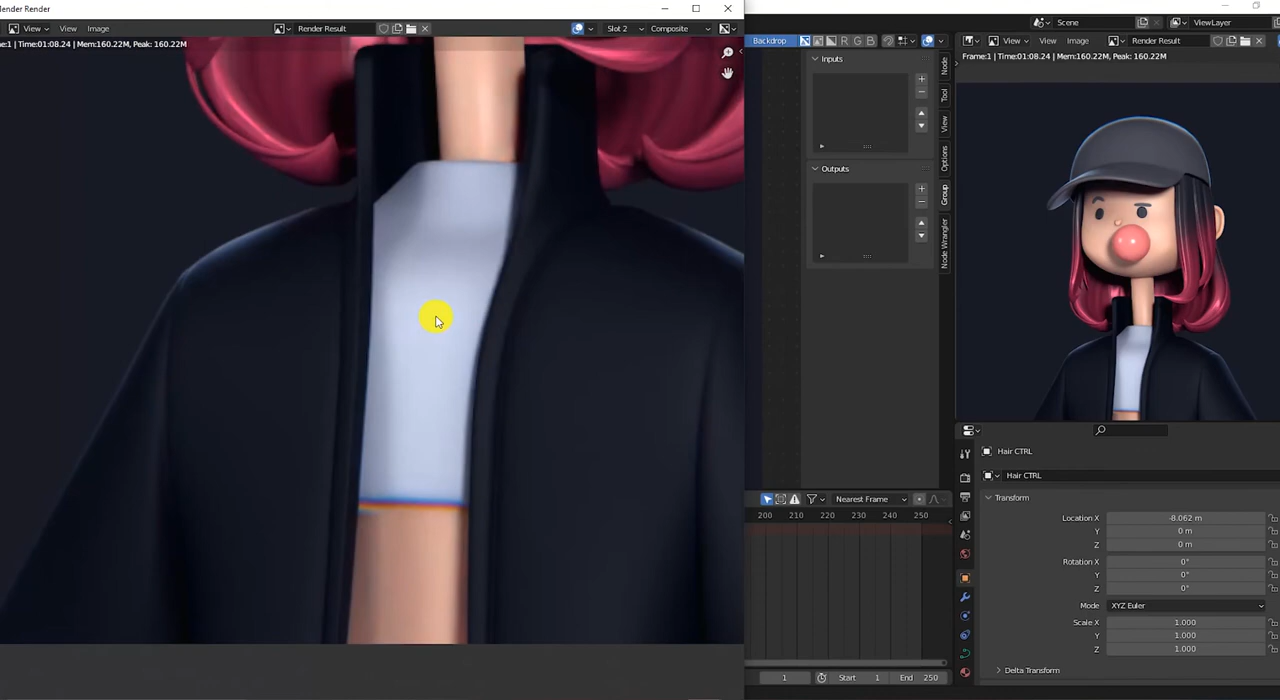 lender Render
View
View
Image
Render Result
Slot 2
Composite
ne:1 | Time:01:08.24 | Mem:160.22M, Peak: 160.22M
Scene
ViewLayer
Backdrop
R G B
Inputs
Outputs
Node
Tool
View
Options
Group
Node Wrangler
View
View
Image
Render Result
Frame:1 | Time:01:08.24 | Mem:160.22M, Peak: 160.22M
Nearest Frame
200 210 220 230 240 250
1
Start 1
End 250
Hair CTRL
Hair CTRL
Transform
Location X -8.062 m
Y 0 m
Z 0 m
Rotation X 0°
Y 0°
Z 0°
Mode XYZ Euler
Scale X 1.000
Y 1.000
Z 1.000
Delta Transform